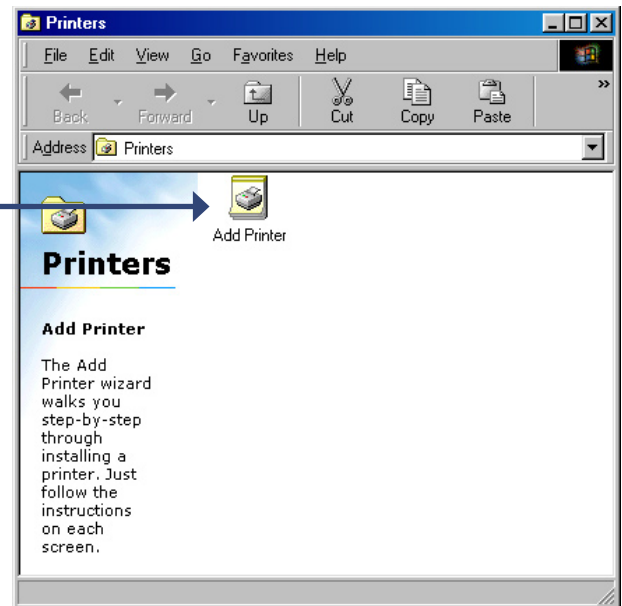 Printers
File Edit View Go Favorites Help
Back Forward Up Cut Copy Paste »
Address Printers
Add Printer
Printers
Add Printer
The Add
Printer wizard
walks you
step-by-step
through
installing a
printer. Just
follow the
instructions
on each
screen.